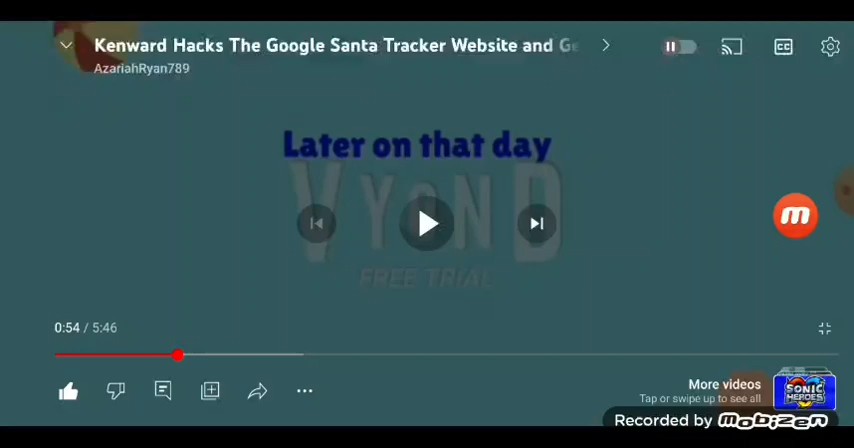 Kenward Hacks The Google Santa Tracker Website and Ge
AzariahRyan789
CC
Later on that day
VYOND
FREE TRIAL
m
0:54 / 5:46
More videos
Tap or swipe up to see all
SONIC
HEROES
Recorded by mobizen